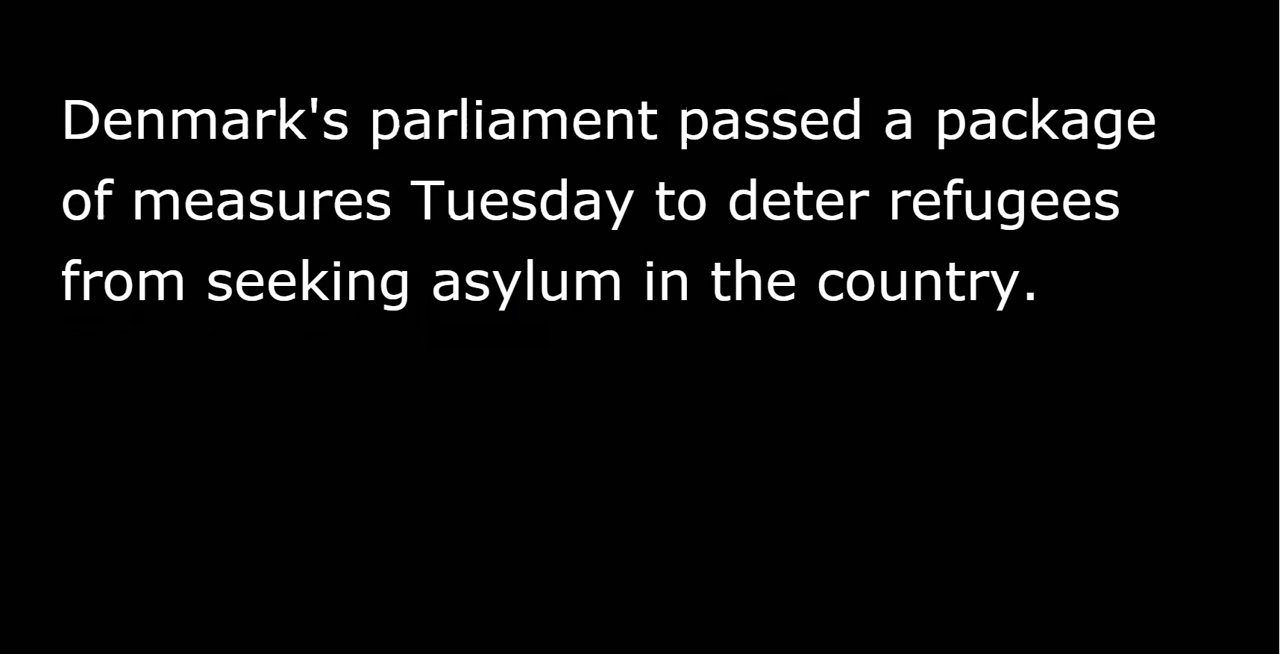 Denmark's parliament passed a package
of measures Tuesday to deter refugees
from seeking asylum in the country.